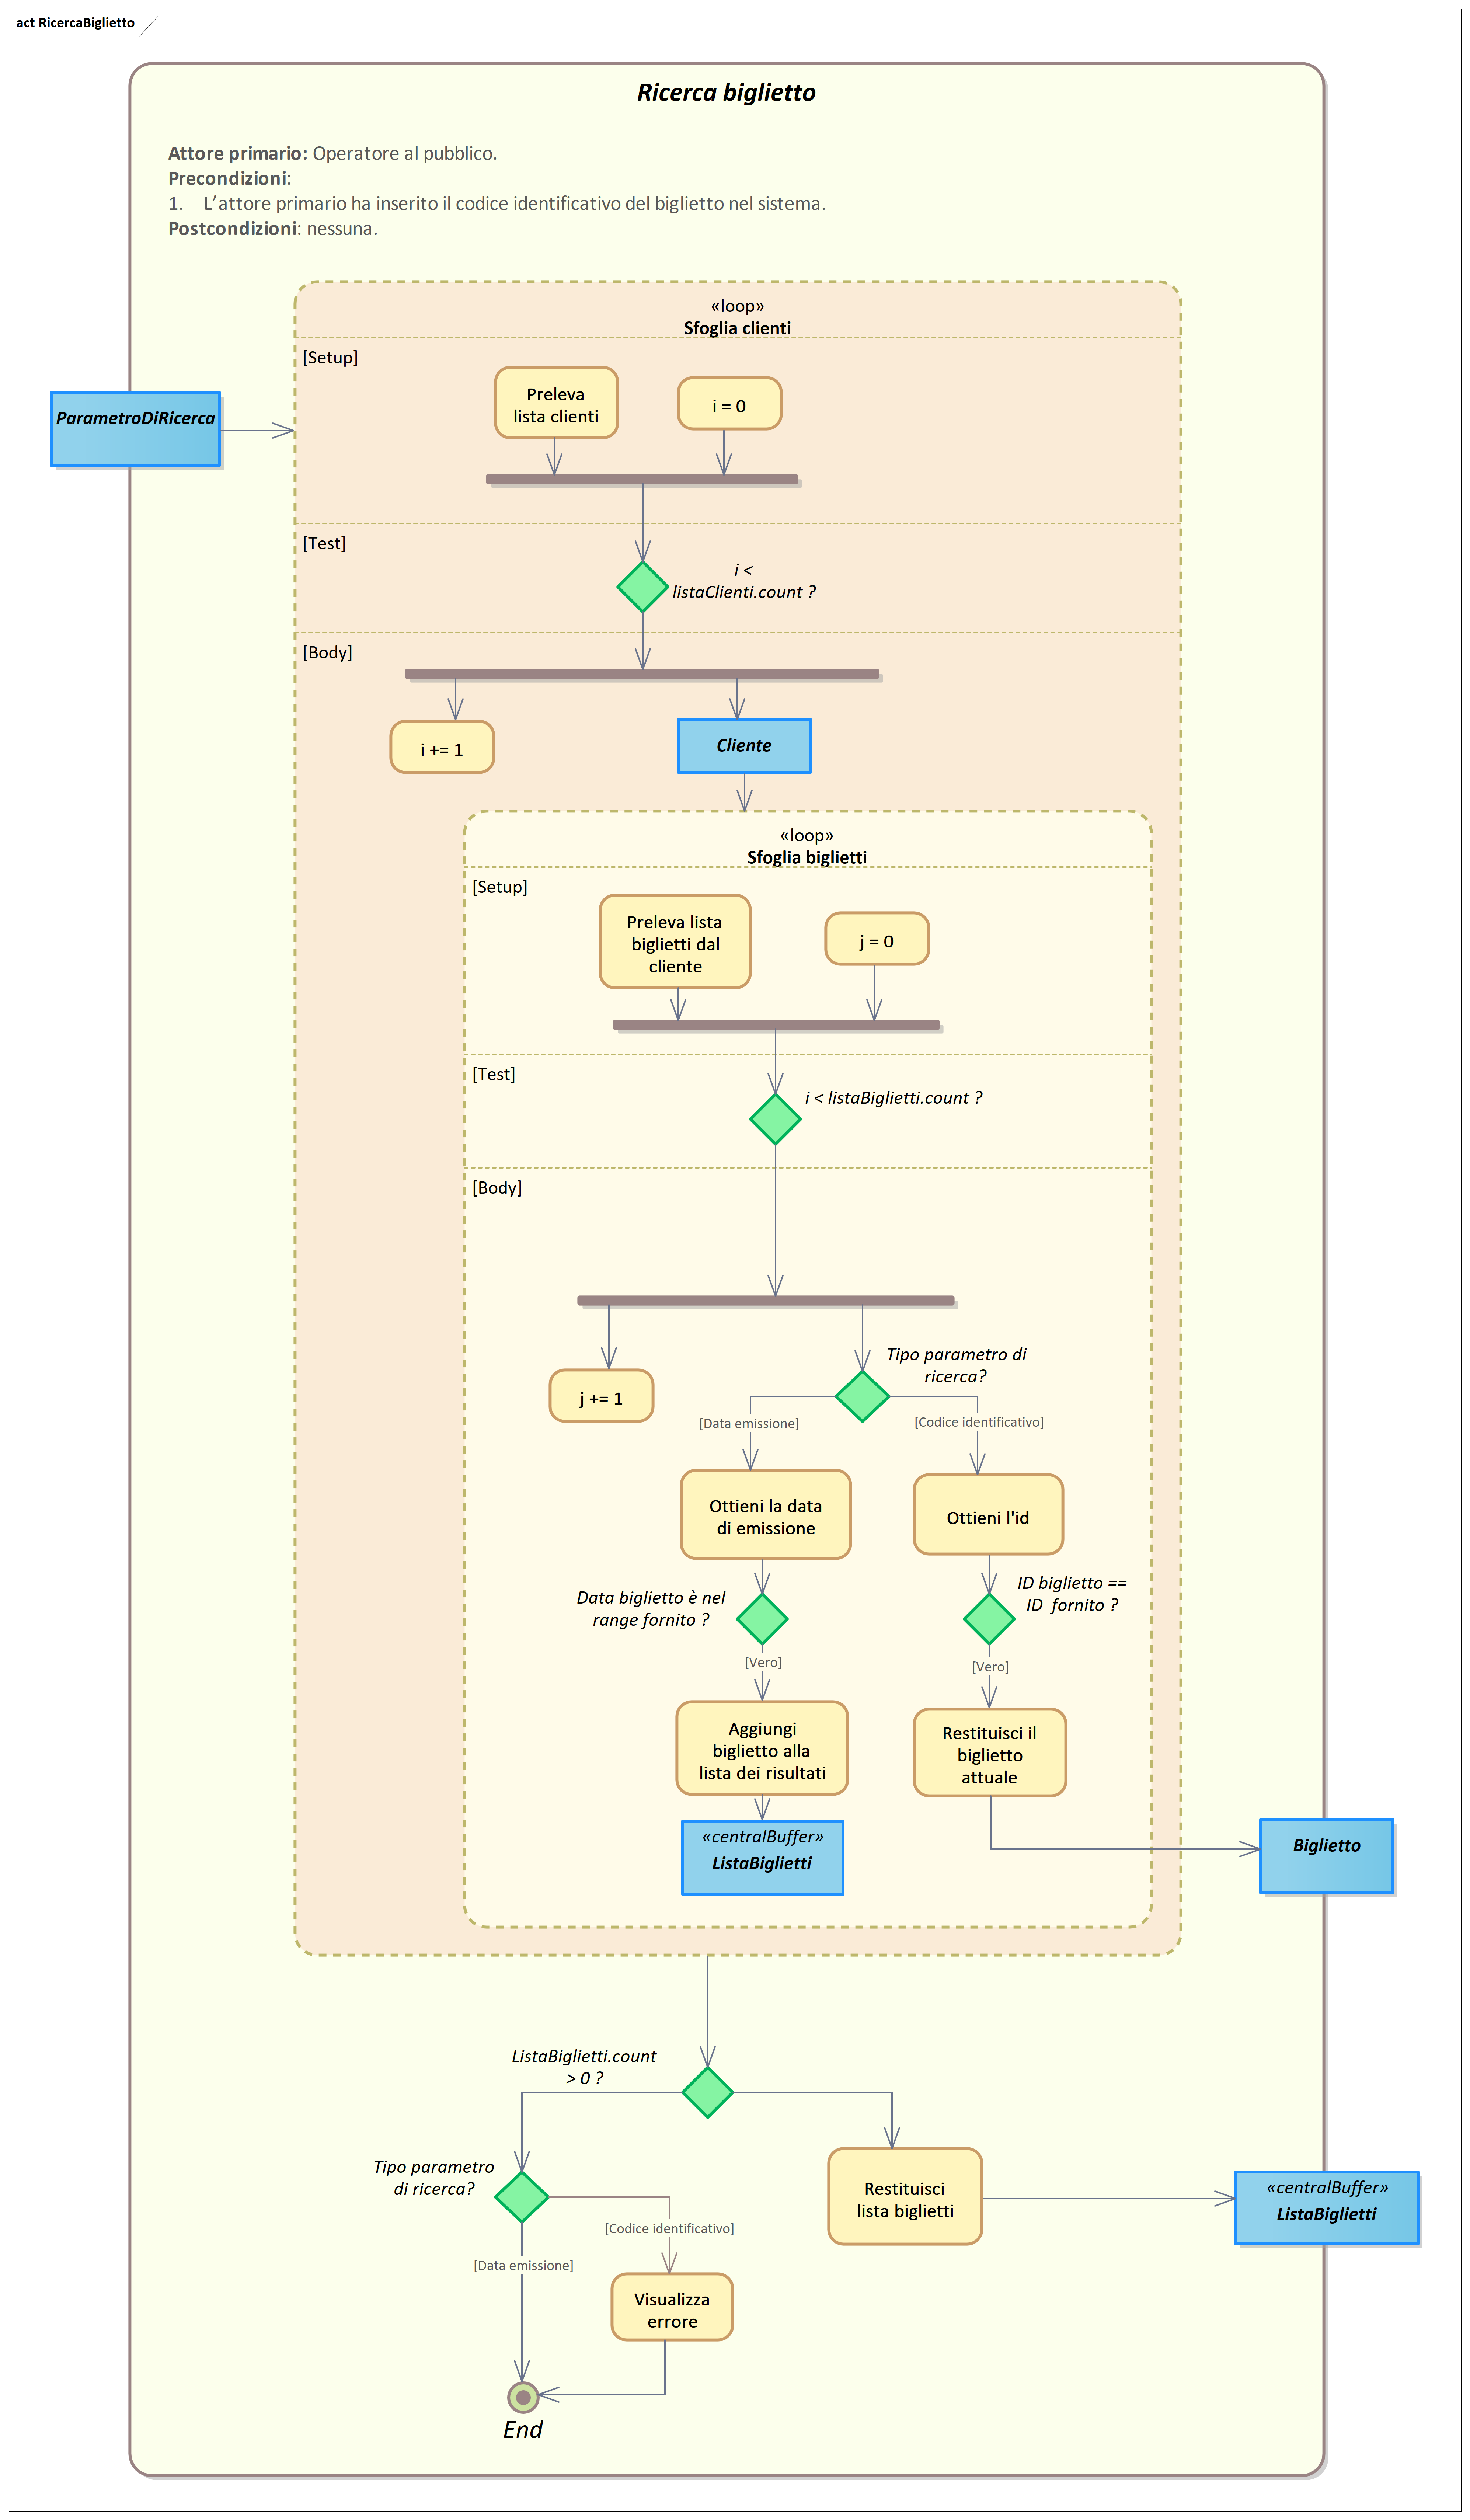 act RicercaBiglietto
Ricerca biglietto
Attore primario: Operatore al pubblico.
Precondizioni:
1. L'attore primario ha inserito il codice identificativo del biglietto nel sistema.
Postcondizioni: nessuna.
«loop»
Sfoglia clienti
[Setup]
Preleva
lista clienti
i = 0
ParametroDiRicerca
[Test]
i <
listaClienti.count ?
[Body]
i += 1
Cliente
«loop»
Sfoglia biglietti
[Setup]
Preleva lista
biglietti dal
cliente
j = 0
[Test]
i < listaBiglietti.count ?
[Body]
Tipo parametro di
ricerca?
j += 1
[Data emissione]
[Codice identificativo]
Ottieni la data
di emissione
Ottieni l'id
Data biglietto è nel
range fornito ?
ID biglietto ==
ID fornito ?
[Vero]
[Vero]
Aggiungi
biglietto alla
lista dei risultati
Restituisci il
biglietto
attuale
«centralBuffer»
ListaBiglietti
Biglietto
ListaBiglietti.count
> 0 ?
Tipo parametro
di ricerca?
Restituisci
lista biglietti
«centralBuffer»
ListaBiglietti
[Codice identificativo]
[Data emissione]
Visualizza
errore
End